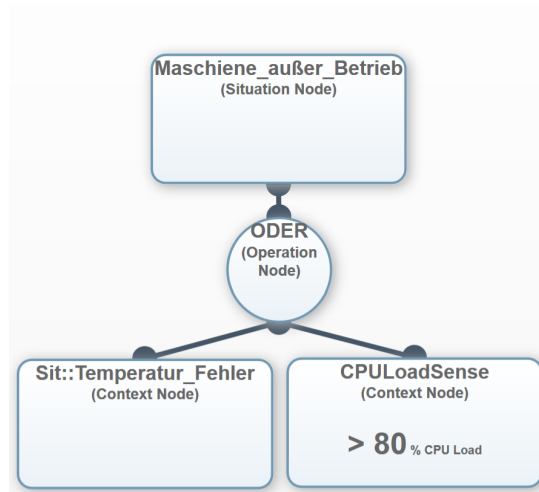 Maschiene_außer_Betrieb
(Situation Node)
ODER
(Operation
Node)
Sit::Temperatur_Fehler
(Context Node)
CPULoadSense
(Context Node)
> 80 % CPU Load